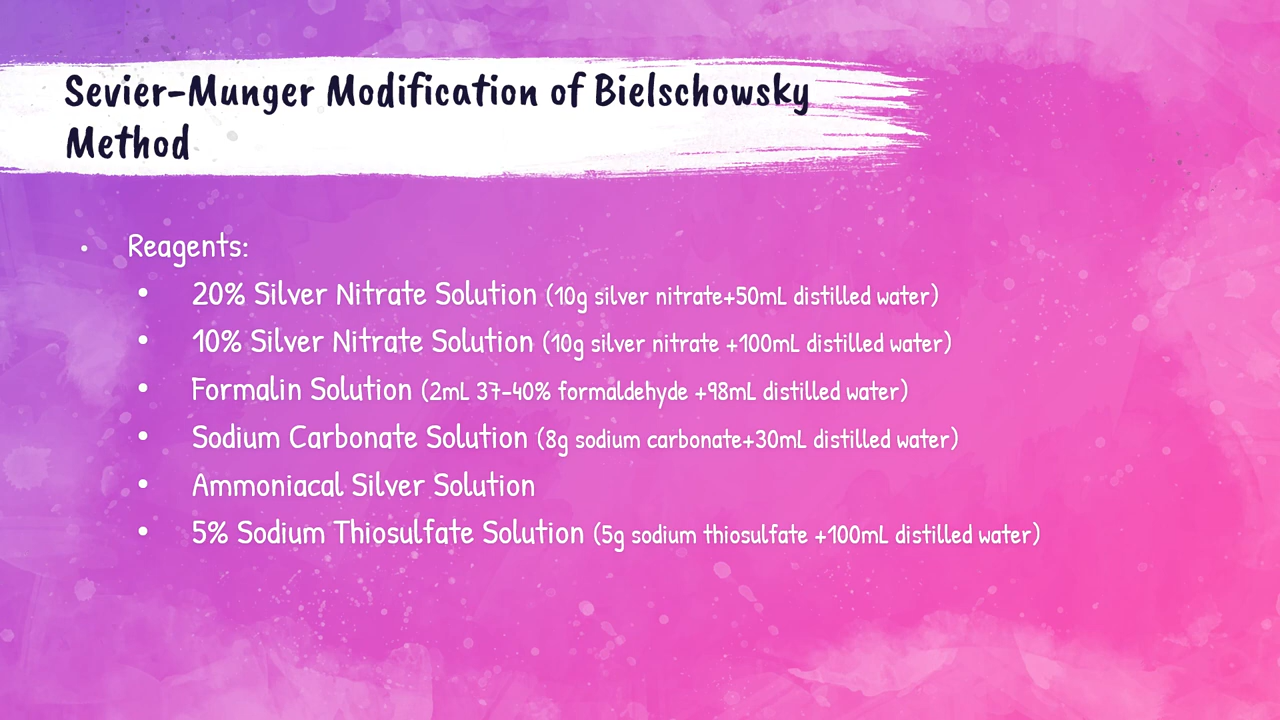 Sevier-Munger Modification of Bielschowsky
Method
• Reagents:
• 20% Silver Nitrate Solution (10g silver nitrate+50mL distilled water)
• 10% Silver Nitrate Solution (10g silver nitrate +100mL distilled water)
• Formalin Solution (2mL 37-40% formaldehyde +98mL distilled water)
• Sodium Carbonate Solution (8g sodium carbonate+30mL distilled water)
• Ammoniacal Silver Solution
• 5% Sodium Thiosulfate Solution (5g sodium thiosulfate +100mL distilled water)